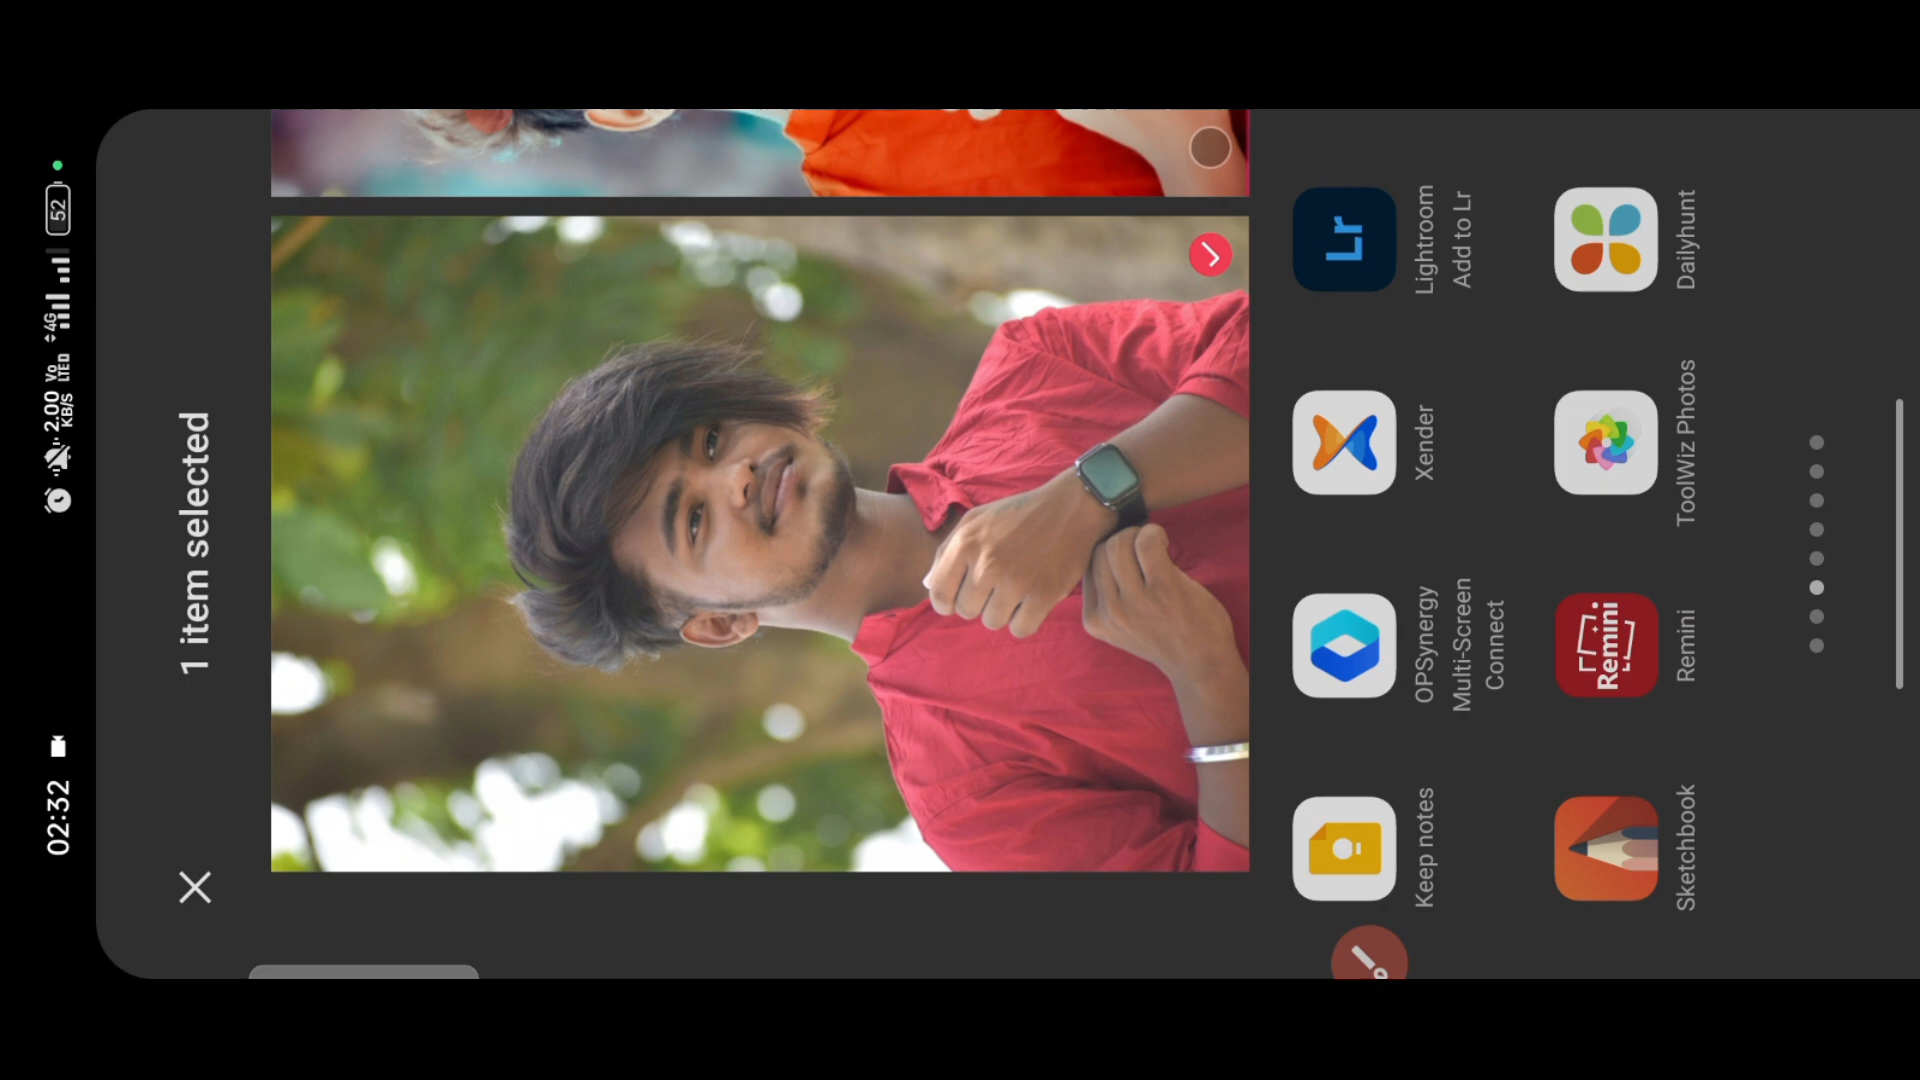 02:32
2.00
KB/S
Vo
LTE
4G
52
1 item selected
Keep notes
OPSynergy
Multi-Screen
Connect
Xender
Lr
Lightroom
Add to Lr
Sketchbook
Remini
Remini
ToolWiz Photos
Dailyhunt